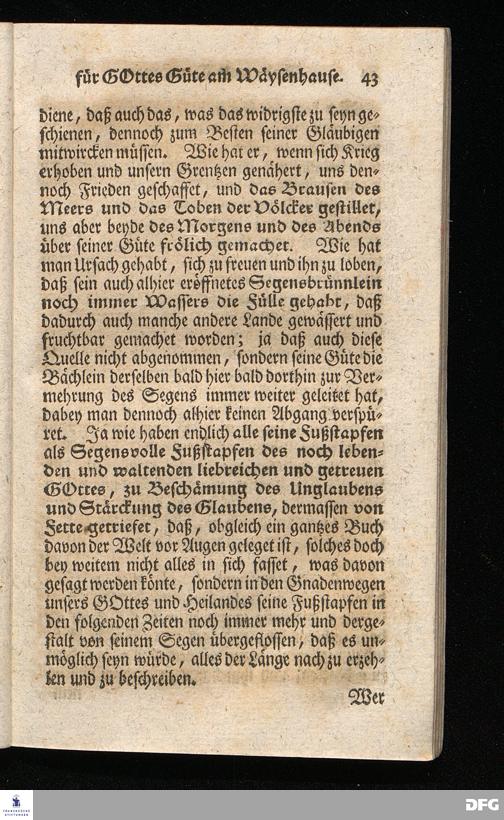 für GOttes Güte am Wäysenhause. 43
diene, daß auch das, was das widrigste zu seyn ge-
schienen, dennoch zum Besten seiner Gläubigen
mitwircken müssen. Wie hat er, wenn sich Krieg
erhoben und unsern Grentzen genähert, uns den-
noch Frieden geschaffet, und das Brausen des
Meers und das Toben der Völcker gestillet,
uns aber beyde des Morgens und des Abends
über seiner Güte frölich gemachet. Wie hat
man Ursach gehabt, sich zu freuen und ihn zu loben,
daß sein auch alhier eröffnetes Segensbrünnlein
noch immer Wassers die Fülle gehabt, daß
dadurch auch manche andere Lande gewässert und
fruchtbar gemachet worden; ja daß auch diese
Quelle nicht abgenommen, sondern seine Güte die
Bächlein derselben bald hier bald dorthin zur Ver-
mehrung des Segens immer weiter geleitet hat,
dabey man dennoch alhier keinen Abgang verspü-
ret. Ja wie haben endlich alle seine Fußstapfen
als Segensvolle Fußstapfen des noch leben-
den und waltenden liebreichen und getreuen
GOttes, zu Beschämung des Unglaubens
und Stärckung des Glaubens, dermassen von
Fette getriefet, daß, obgleich ein gantzes Buch
davon der Welt vor Augen geleget ist, solches doch
bey weitem nicht alles in sich fasset, was davon
gesagt werden könte, sondern in den Gnadenwegen
unsers GOttes und Heilandes seine Fußstapfen in
den folgenden Zeiten noch immer mehr und derge-
stalt von seinem Segen übergeflossen, daß es un-
möglich seyn würde, alles der Länge nach zu erzeh-
len und zu beschreiben.
Wer
FRANCKESCHE
STIFTUNGEN
DFG